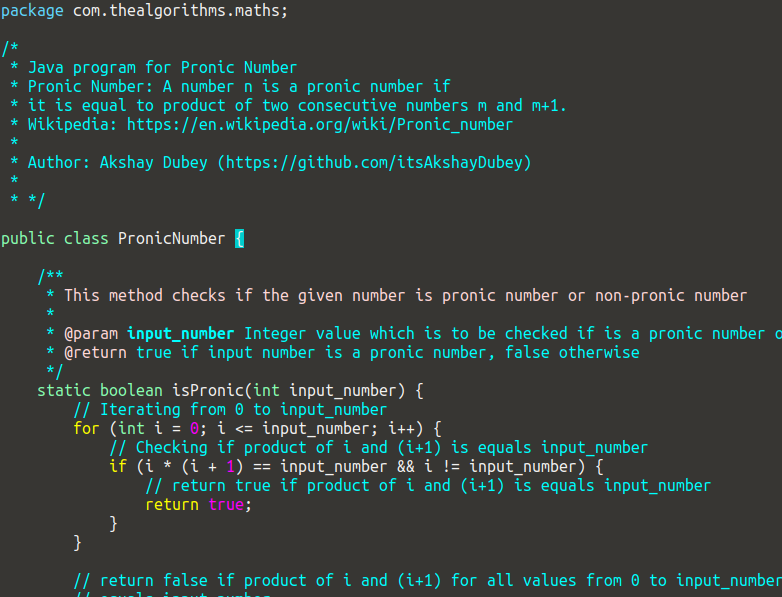 package com.thealgorithms.maths;
/*
 * Java program for Pronic Number
 * Pronic Number: A number n is a pronic number if
 * it is equal to product of two consecutive numbers m and m+1.
 * Wikipedia: https://en.wikipedia.org/wiki/Pronic_number
 *
 * Author: Akshay Dubey (https://github.com/itsAkshayDubey)
 *
 * */
public class PronicNumber {
    /**
     * This method checks if the given number is pronic number or non-pronic number
     *
     * @param input_number Integer value which is to be checked if is a pronic number o
     * @return true if input number is a pronic number, false otherwise
     */
    static boolean isPronic(int input_number) {
        // Iterating from 0 to input_number
        for (int i = 0; i <= input_number; i++) {
            // Checking if product of i and (i+1) is equals input_number
            if (i * (i + 1) == input_number && i != input_number) {
                // return true if product of i and (i+1) is equals input_number
                return true;
            }
        }
        // return false if product of i and (i+1) for all values from 0 to input_number
        // equals input_number